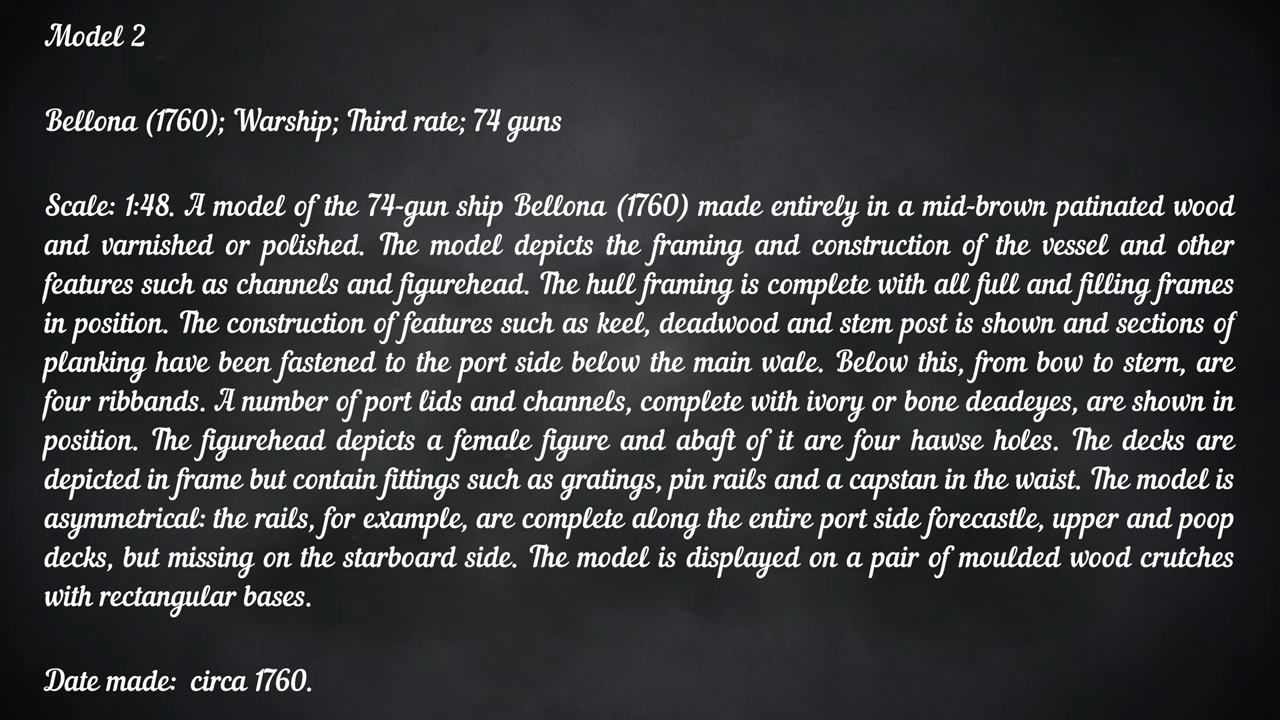 Model 2
Bellona (1760); Warship; Third rate; 74 guns
Scale: 1:48. A model of the 74-gun ship Bellona (1760) made entirely in a mid-brown patinated wood
and varnished or polished. The model depicts the framing and construction of the vessel and other
features such as channels and figurehead. The hull framing is complete with all full and filling frames
in position. The construction of features such as keel, deadwood and stem post is shown and sections of
planking have been fastened to the port side below the main wale. Below this, from bow to stern, are
four ribbands. A number of port lids and channels, complete with ivory or bone deadeyes, are shown in
position. The figurehead depicts a female figure and abaft of it are four hawse holes. The decks are
depicted in frame but contain fittings such as gratings, pin rails and a capstan in the waist. The model is
asymmetrical: the rails, for example, are complete along the entire port side forecastle, upper and poop
decks, but missing on the starboard side. The model is displayed on a pair of moulded wood crutches
with rectangular bases.
Date made: circa 1760.